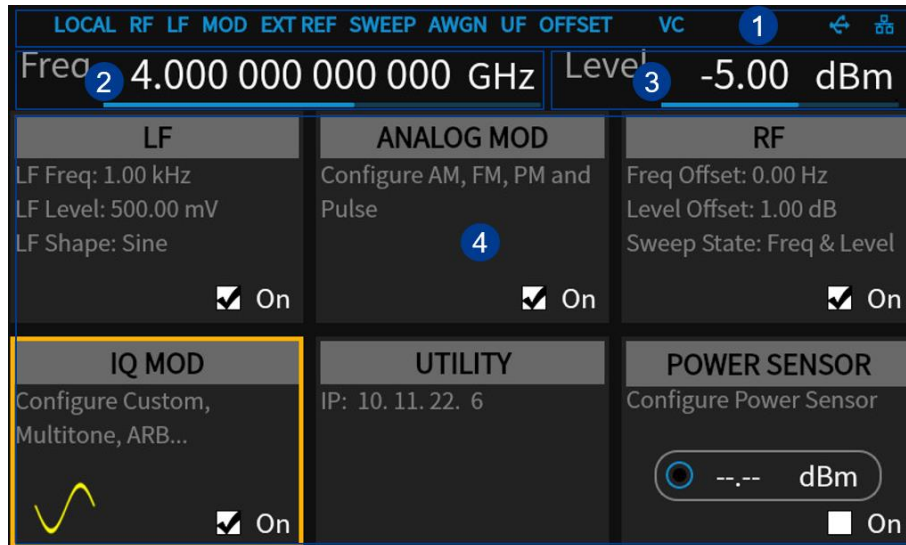 LOCAL RF LF MOD EXT REF SWEEP AWGN UF OFFSET VC 1
Freq 2 4.000 000 000 000 GHz Level 3 -5.00 dBm
LF
LF Freq: 1.00 kHz
LF Level: 500.00 mV
LF Shape: Sine
On
ANALOG MOD
Configure AM, FM, PM and
Pulse
4
On
RF
Freq Offset: 0.00 Hz
Level Offset: 1.00 dB
Sweep State: Freq & Level
On
IQ MOD
Configure Custom,
Multitone, ARB...
On
UTILITY
IP: 10. 11. 22. 6
POWER SENSOR
Configure Power Sensor
--.-- dBm
On